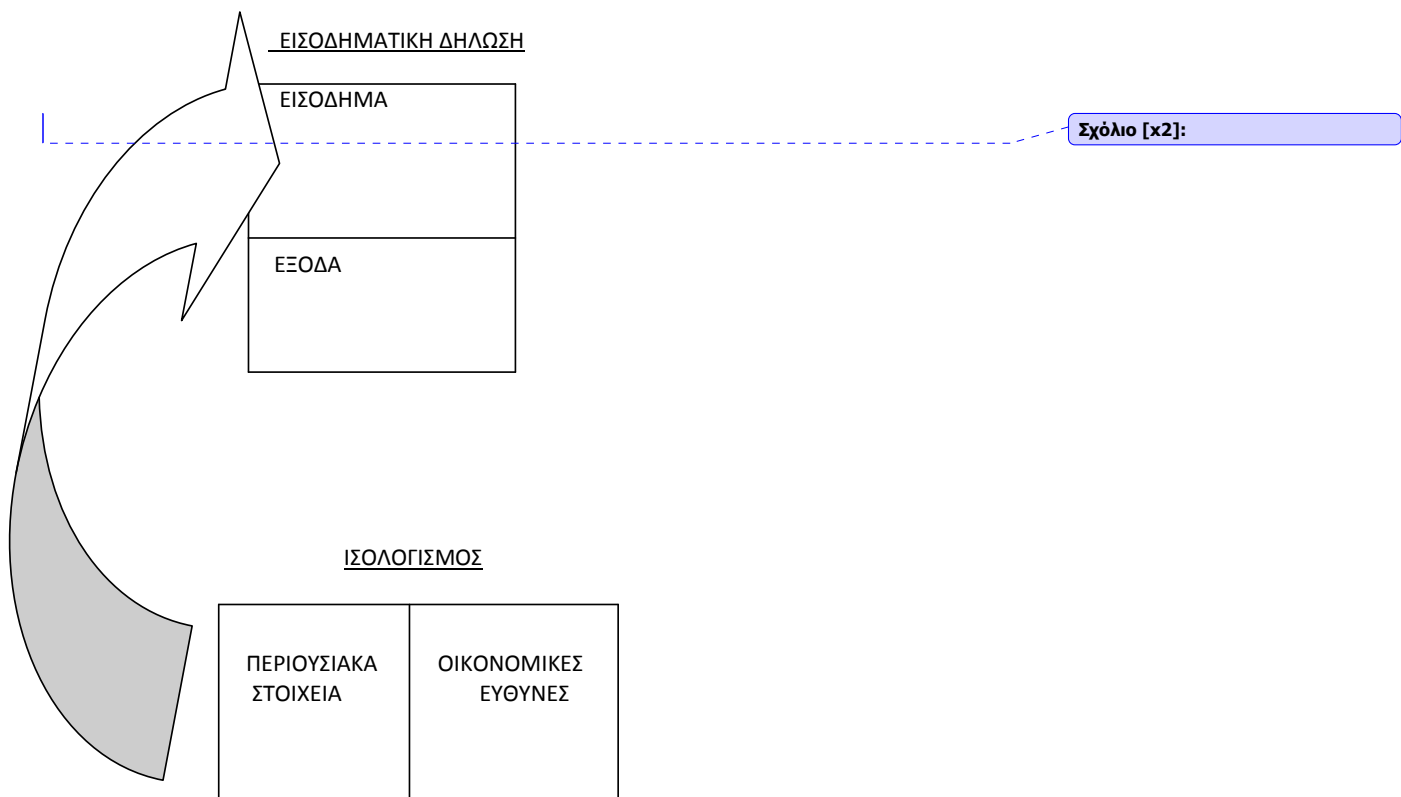 ΕΙΣΟΔΗΜΑΤΙΚΗ ΔΗΛΩΣΗ
ΕΙΣΟΔΗΜΑ
Σχόλιο [x2]:
ΕΞΟΔΑ
ΙΣΟΛΟΓΙΣΜΟΣ
ΠΕΡΙΟΥΣΙΑΚΑ
ΣΤΟΙΧΕΙΑ
ΟΙΚΟΝΟΜΙΚΕΣ
ΕΥΘΥΝΕΣ